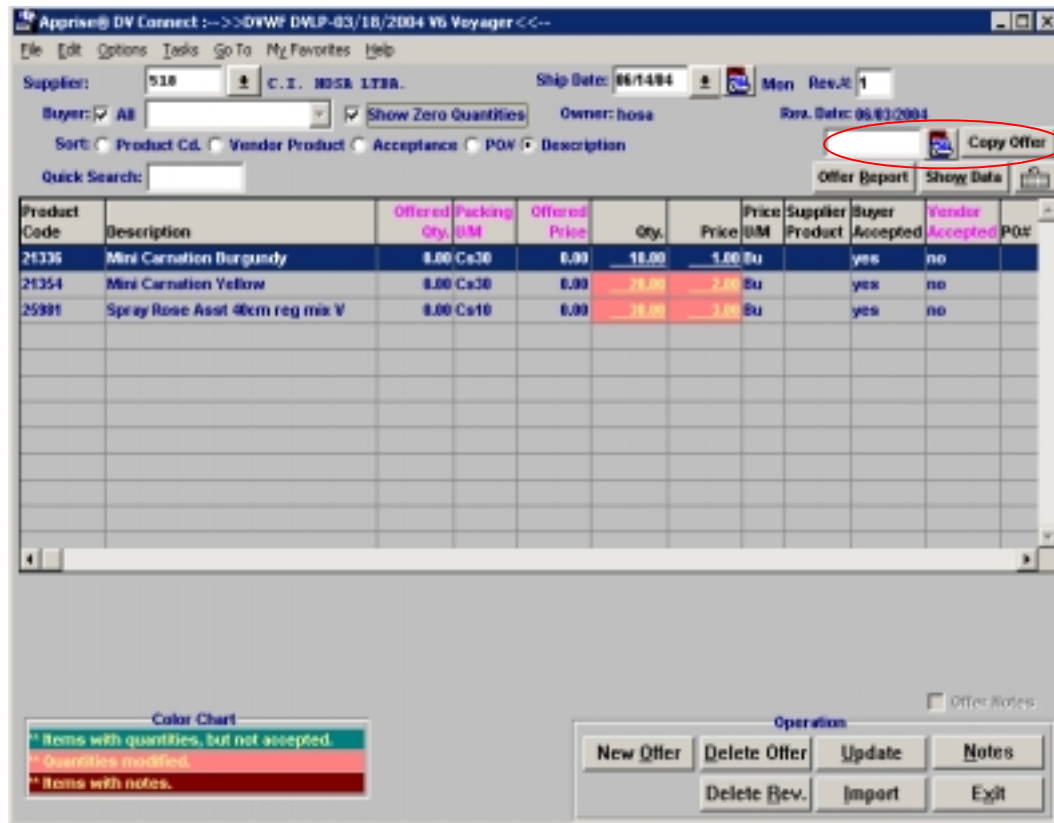 Apprise® DV Connect :-->>DVWF DVLP-03/18/2004 V6 Voyager<<--
File Edit Options Tasks Go To My Favorites Help
Supplier: 518 C.I. HOSA LTDA. Ship Date: 06/14/04 Mon Rev.#: 1
Buyer: All Show Zero Quantities Owner: hosa Rev. Date: 06/03/2004
Sort: Product Cd. Vendor Product Acceptance PO# Description Copy Offer
Quick Search: Offer Report Show Data
Product Code Description Offered Qty. Packing U/M Offered Price Qty. Price Price U/M Supplier Product Buyer Accepted Vendor Accepted PO#
21336 Mini Carnation Burgundy 0.00 Cs30 0.00 10.00 1.00 Bu yes no
21354 Mini Carnation Yellow 0.00 Cs30 0.00 20.00 2.00 Bu yes no
25981 Spray Rose Asst 40cm reg mix V 0.00 Cs10 0.00 30.00 3.00 Bu yes no
Offer Notes
Color Chart
** Items with quantities, but not accepted.
** Quantities modified.
** Items with notes.
Operation
New Offer Delete Offer Update Notes
Delete Rev. Import Exit